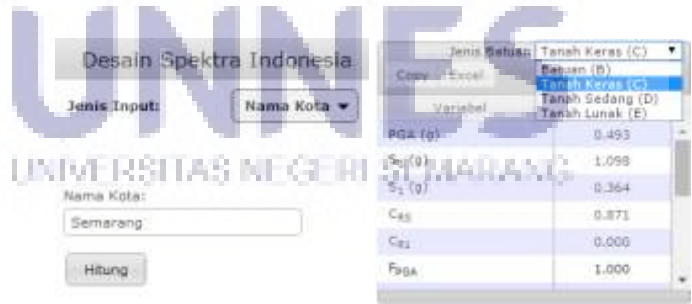 UNNES
UNIVERSITAS NEGERI SEMARANG
Desain Spektra Indonesia
Jenis Input:
Nama Kota
Nama Kota:
Semarang
Hitung
Jenis Batuan: Tanah Keras (C)
Batuan (B)
Tanah Keras (C)
Tanah Sedang (D)
Tanah Lunak (E)
Copy Excel
Variabel
PGA (g) 0.493
SS (g) 1.098
S1 (g) 0.364
CRS 0.871
CR1 0.000
FPGA 1.000